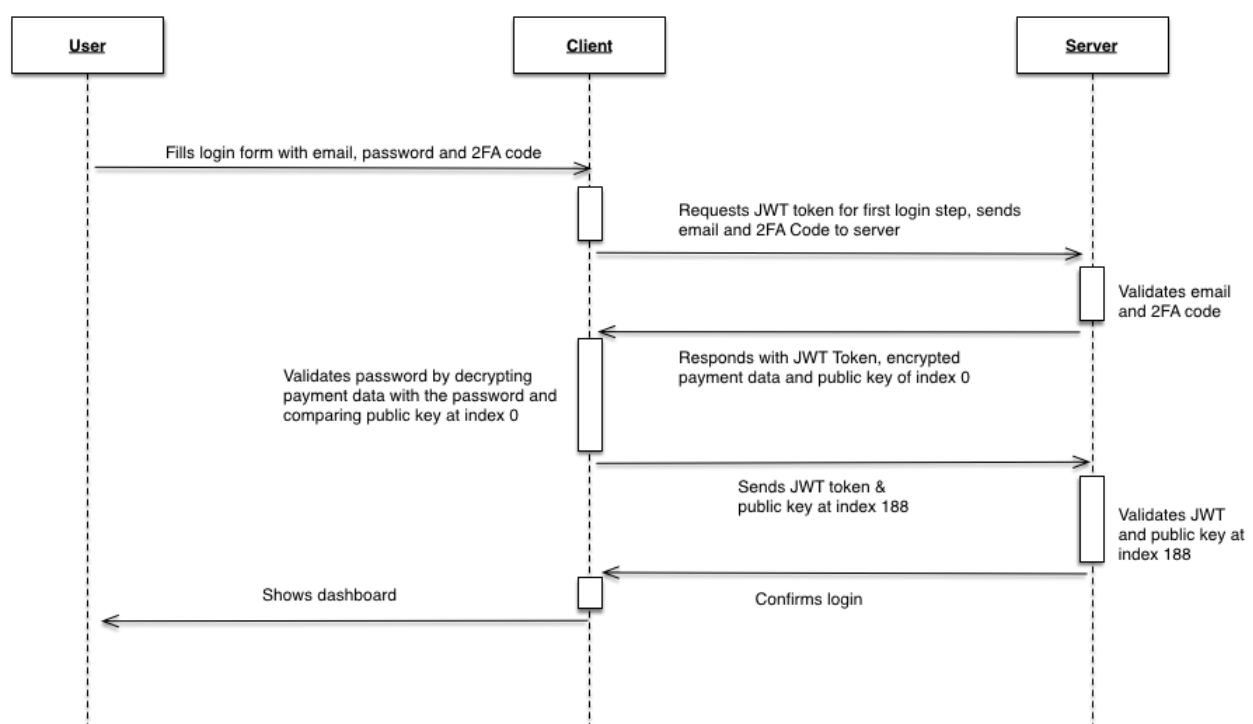 User
Client
Server
Fills login form with email, password and 2FA code
Requests JWT token for first login step, sends
email and 2FA Code to server
Validates email
and 2FA code
Responds with JWT Token, encrypted
payment data and public key of index 0
Validates password by decrypting
payment data with the password and
comparing public key at index 0
Sends JWT token &
public key at index 188
Validates JWT
and public key at
index 188
Confirms login
Shows dashboard